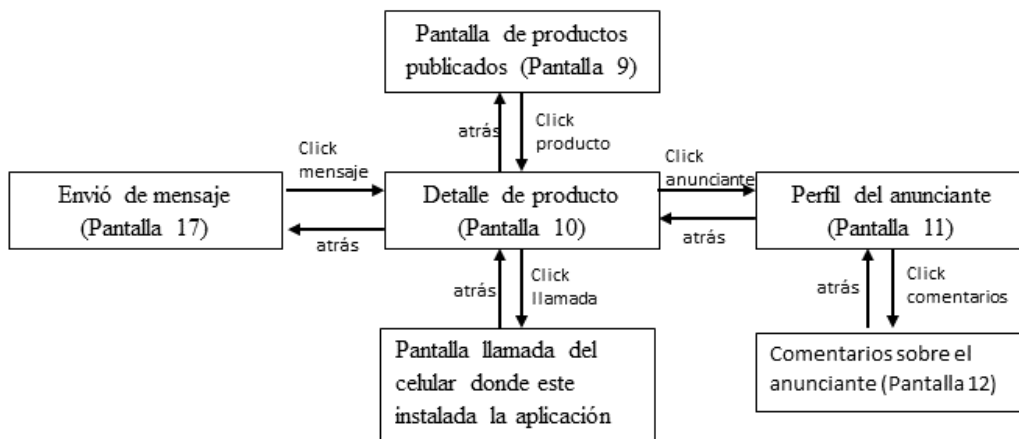 Pantalla de productos
publicados (Pantalla 9)
atrás
Click
producto
Click
mensaje
Click
anunciante
Envió de mensaje
(Pantalla 17)
Detalle de producto
(Pantalla 10)
Perfil del anunciante
(Pantalla 11)
atrás
atrás
atrás
Click
llamada
atrás
Click
comentarios
Pantalla llamada del
celular donde este
instalada la aplicación
Comentarios sobre el
anunciante (Pantalla 12)